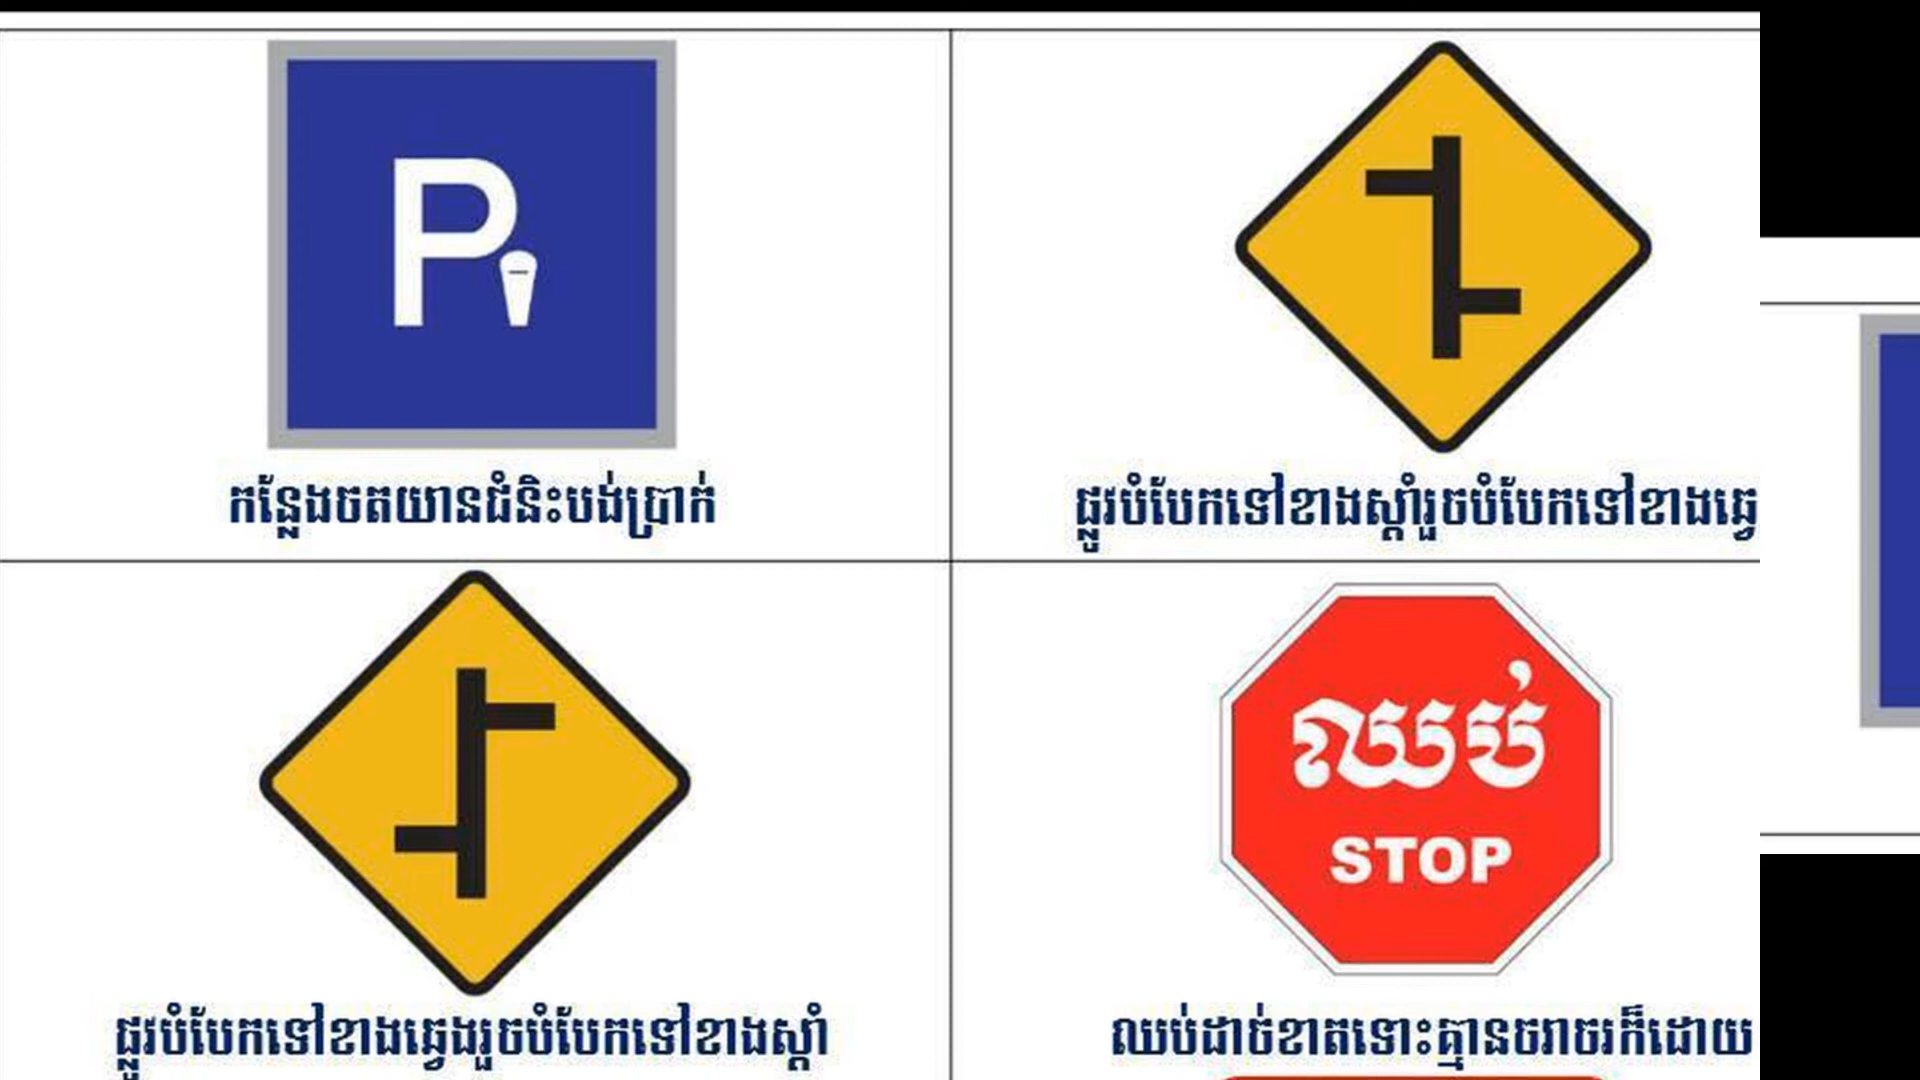 P
កន្លែងចតយានជំនិះបង់ប្រាក់
ផ្លូវបំបែកទៅខាងស្តាំរួចបំបែកទៅខាងឆ្វេ
ផ្លូវបំបែកទៅខាងឆ្វេងរួចបំបែកទៅខាងស្តាំ
ឈប់
STOP
ឈប់ដាច់ខាតទោះគ្មានចរាចរក៏ដោយ